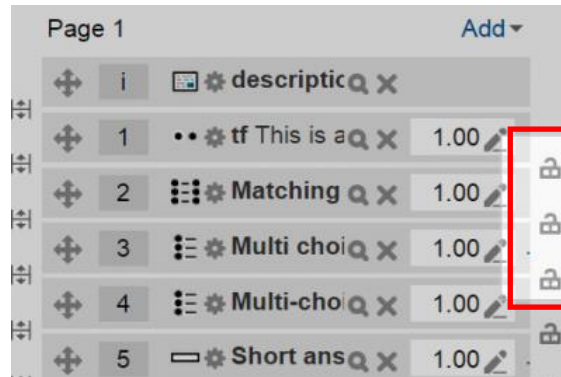 Page 1 Add
i descriptic
1 tf This is a 1.00
2 Matching 1.00
3 Multi choi 1.00
4 Multi-choi 1.00
5 Short ans 1.00